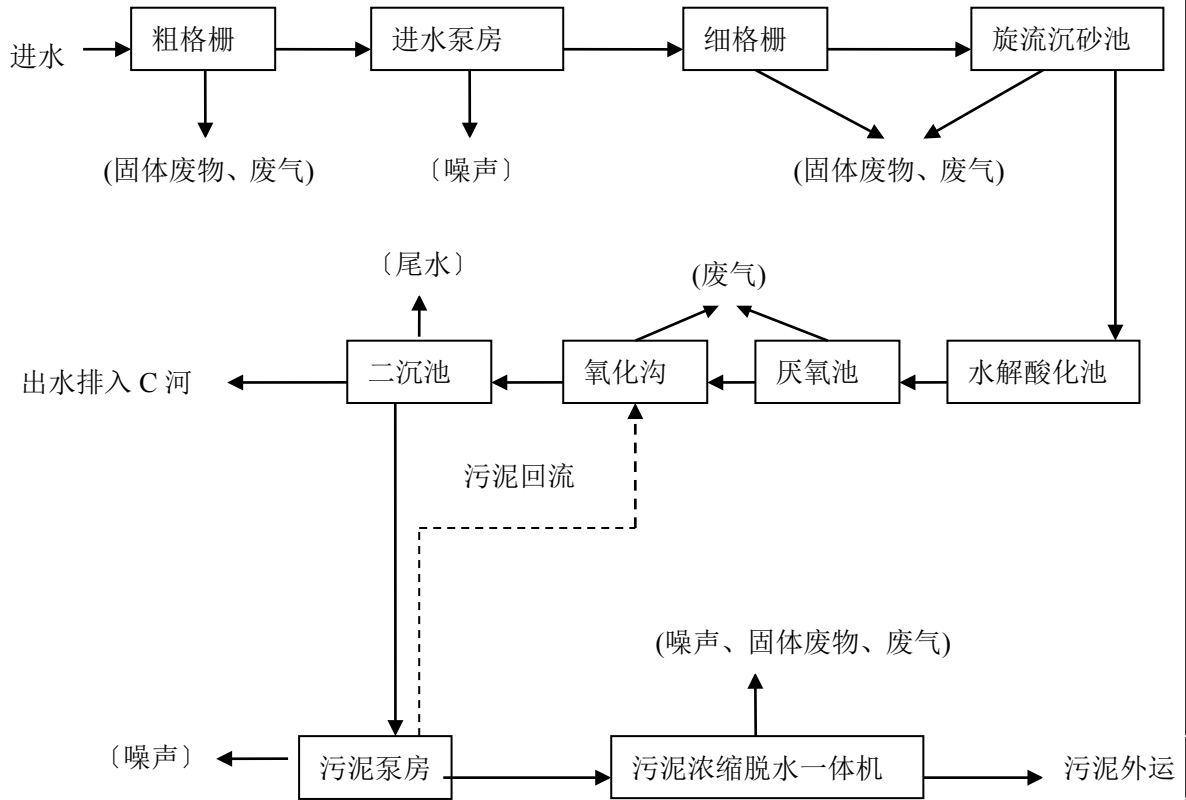 进水
粗格栅
进水泵房
细格栅
旋流沉砂池
(固体废物、废气)
〔噪声〕
(固体废物、废气)
〔尾水〕
(废气)
出水排入 C 河
二沉池
氧化沟
厌氧池
水解酸化池
污泥回流
(噪声、固体废物、废气)
〔噪声〕
污泥泵房
污泥浓缩脱水一体机
污泥外运